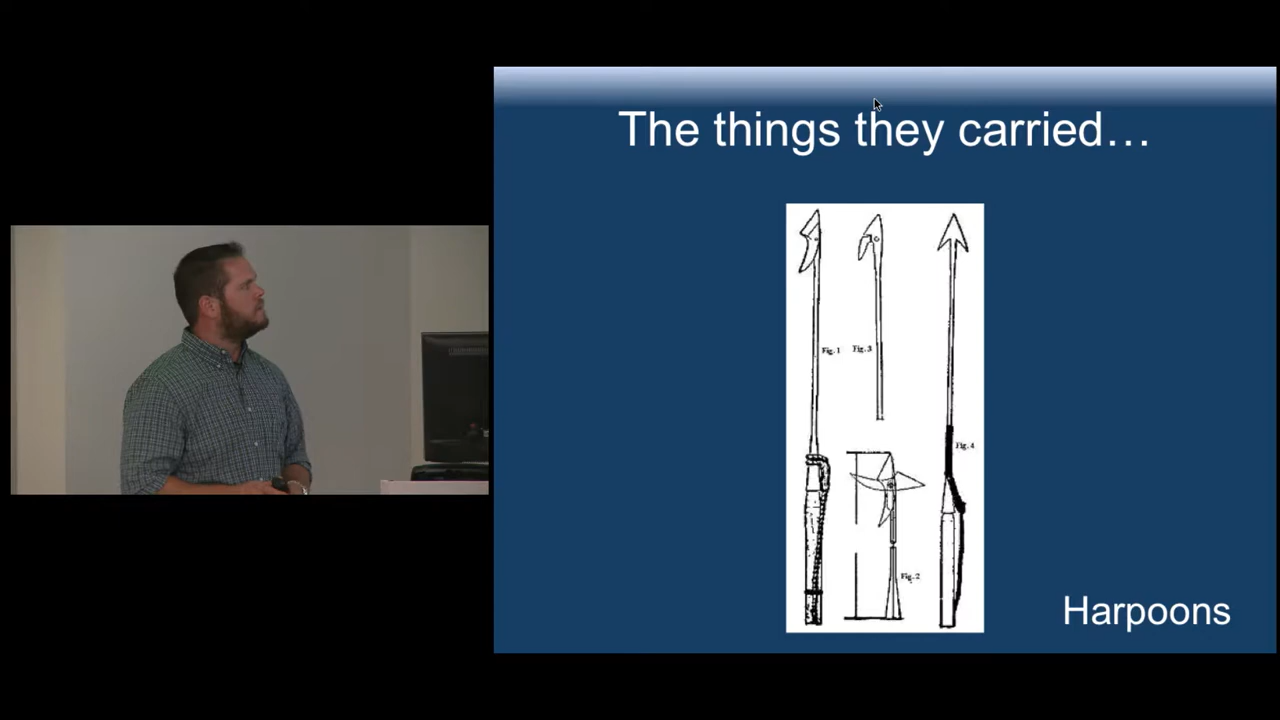 The things they carried…
Fig. 1
Fig. 3
Fig. 4
Fig. 2
Harpoons